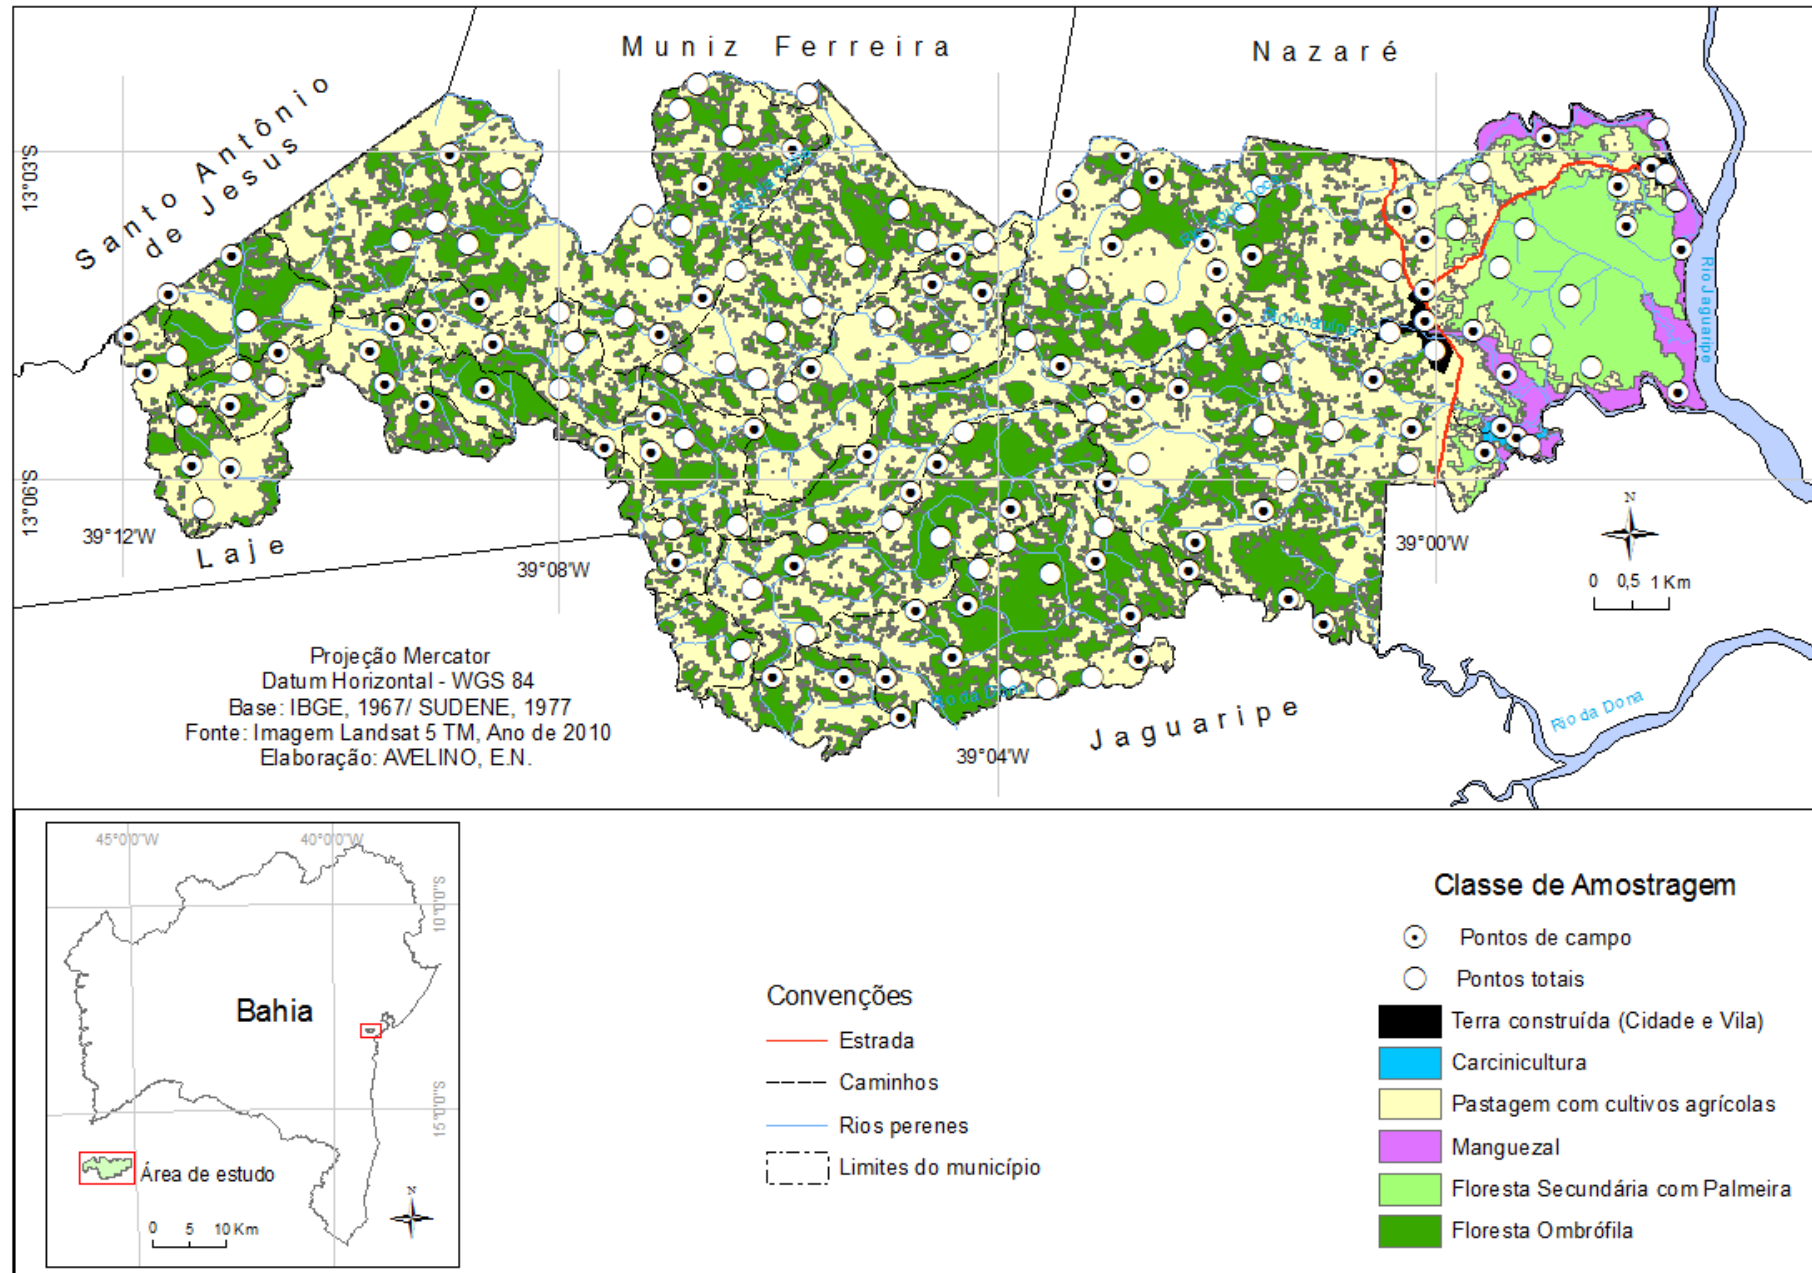 Muniz Ferreira
Nazaré
Santo Antônio
de Jesus
13°03'S
13°06'S
39°12'W
39°08'W
39°04'W
39°00'W
Laje
Jaguaripe
Rio Jaguaripe
Rio da Dona
Rio da Dona
N
0 0,5 1 Km
Projeção Mercator
Datum Horizontal - WGS 84
Base: IBGE, 1967/ SUDENE, 1977
Fonte: Imagem Landsat 5 TM, Ano de 2010
Elaboração: AVELINO, E.N.
45°0'0"W
40°0'0"W
10°0'0"S
15°0'0"S
Bahia
Área de estudo
0 5 10 Km
N
Convenções
Estrada
Caminhos
Rios perenes
Limites do município
Classe de Amostragem
Pontos de campo
Pontos totais
Terra construída (Cidade e Vila)
Carcinicultura
Pastagem com cultivos agrícolas
Manguezal
Floresta Secundária com Palmeira
Floresta Ombrófila